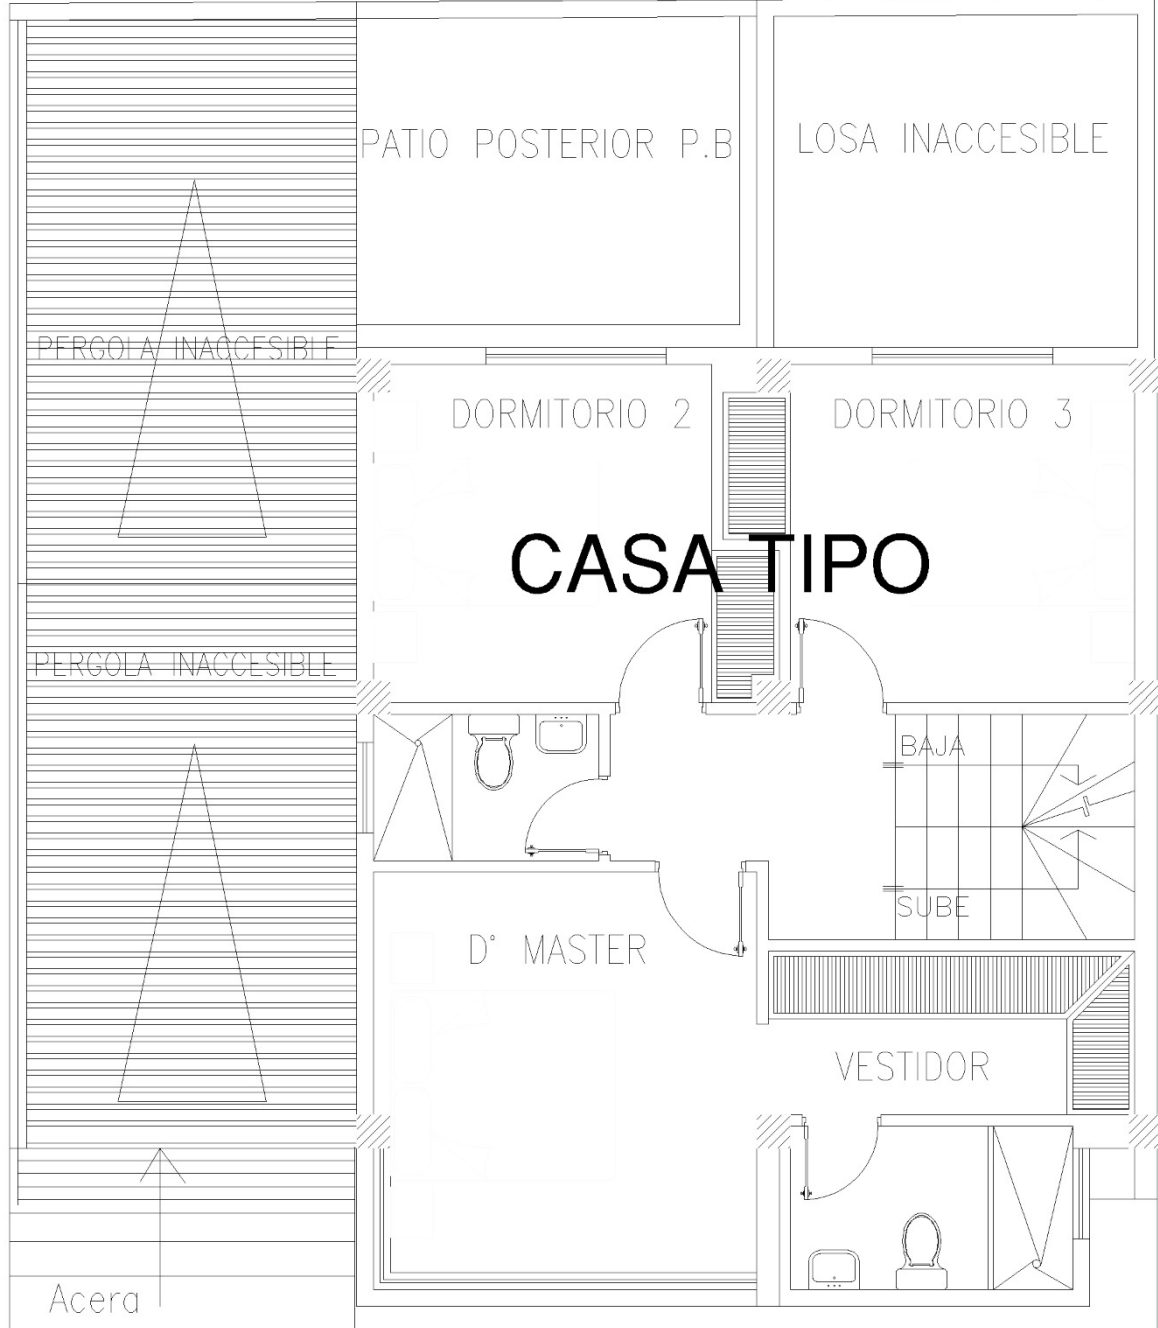 PATIO POSTERIOR P.B
LOSA INACCESIBLE
PERGOLA INACCESIBLE
DORMITORIO 2
DORMITORIO 3
CASA TIPO
PERGOLA INACCESIBLE
BAJA
SUBE
D° MASTER
VESTIDOR
Acera